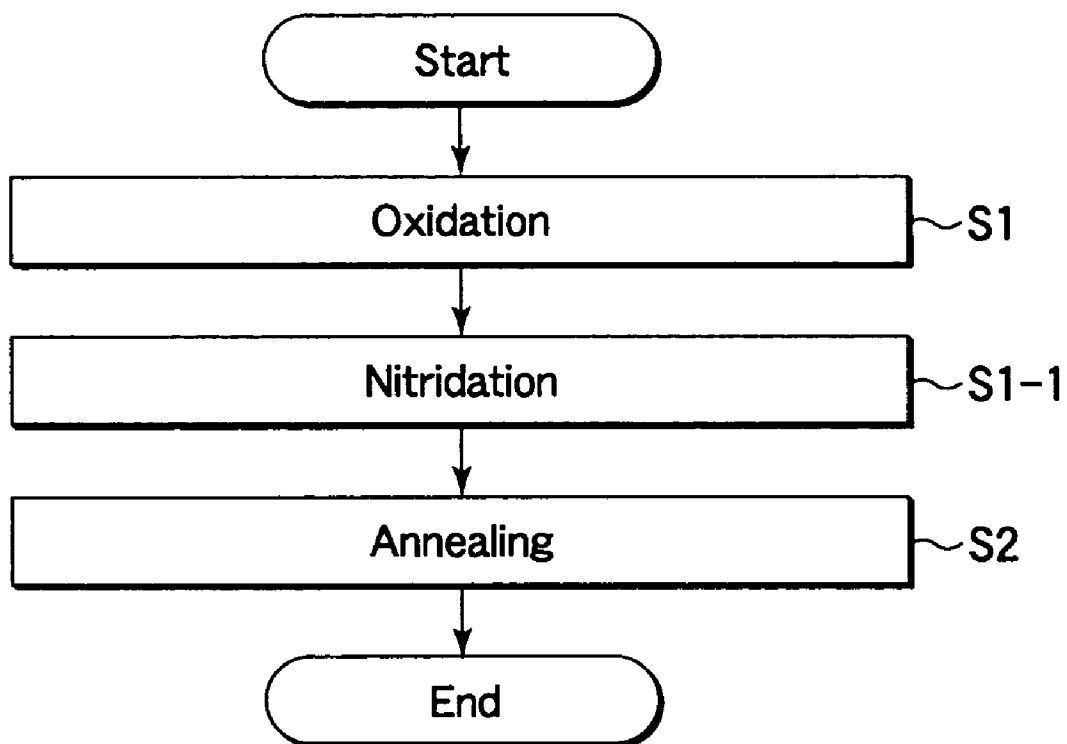 Start
Oxidation S1
Nitridation S1-1
Annealing S2
End